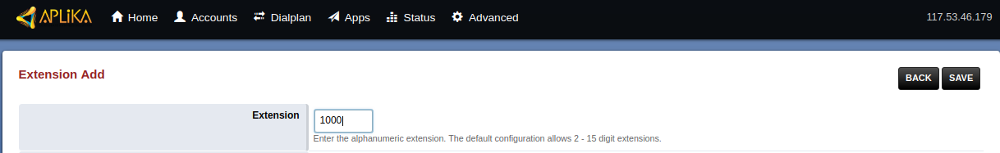 APLiKA Home Accounts Dialplan Apps Status Advanced 117.53.46.179
Extension Add BACK SAVE
Extension 1000
Enter the alphanumeric extension. The default configuration allows 2 - 15 digit extensions.